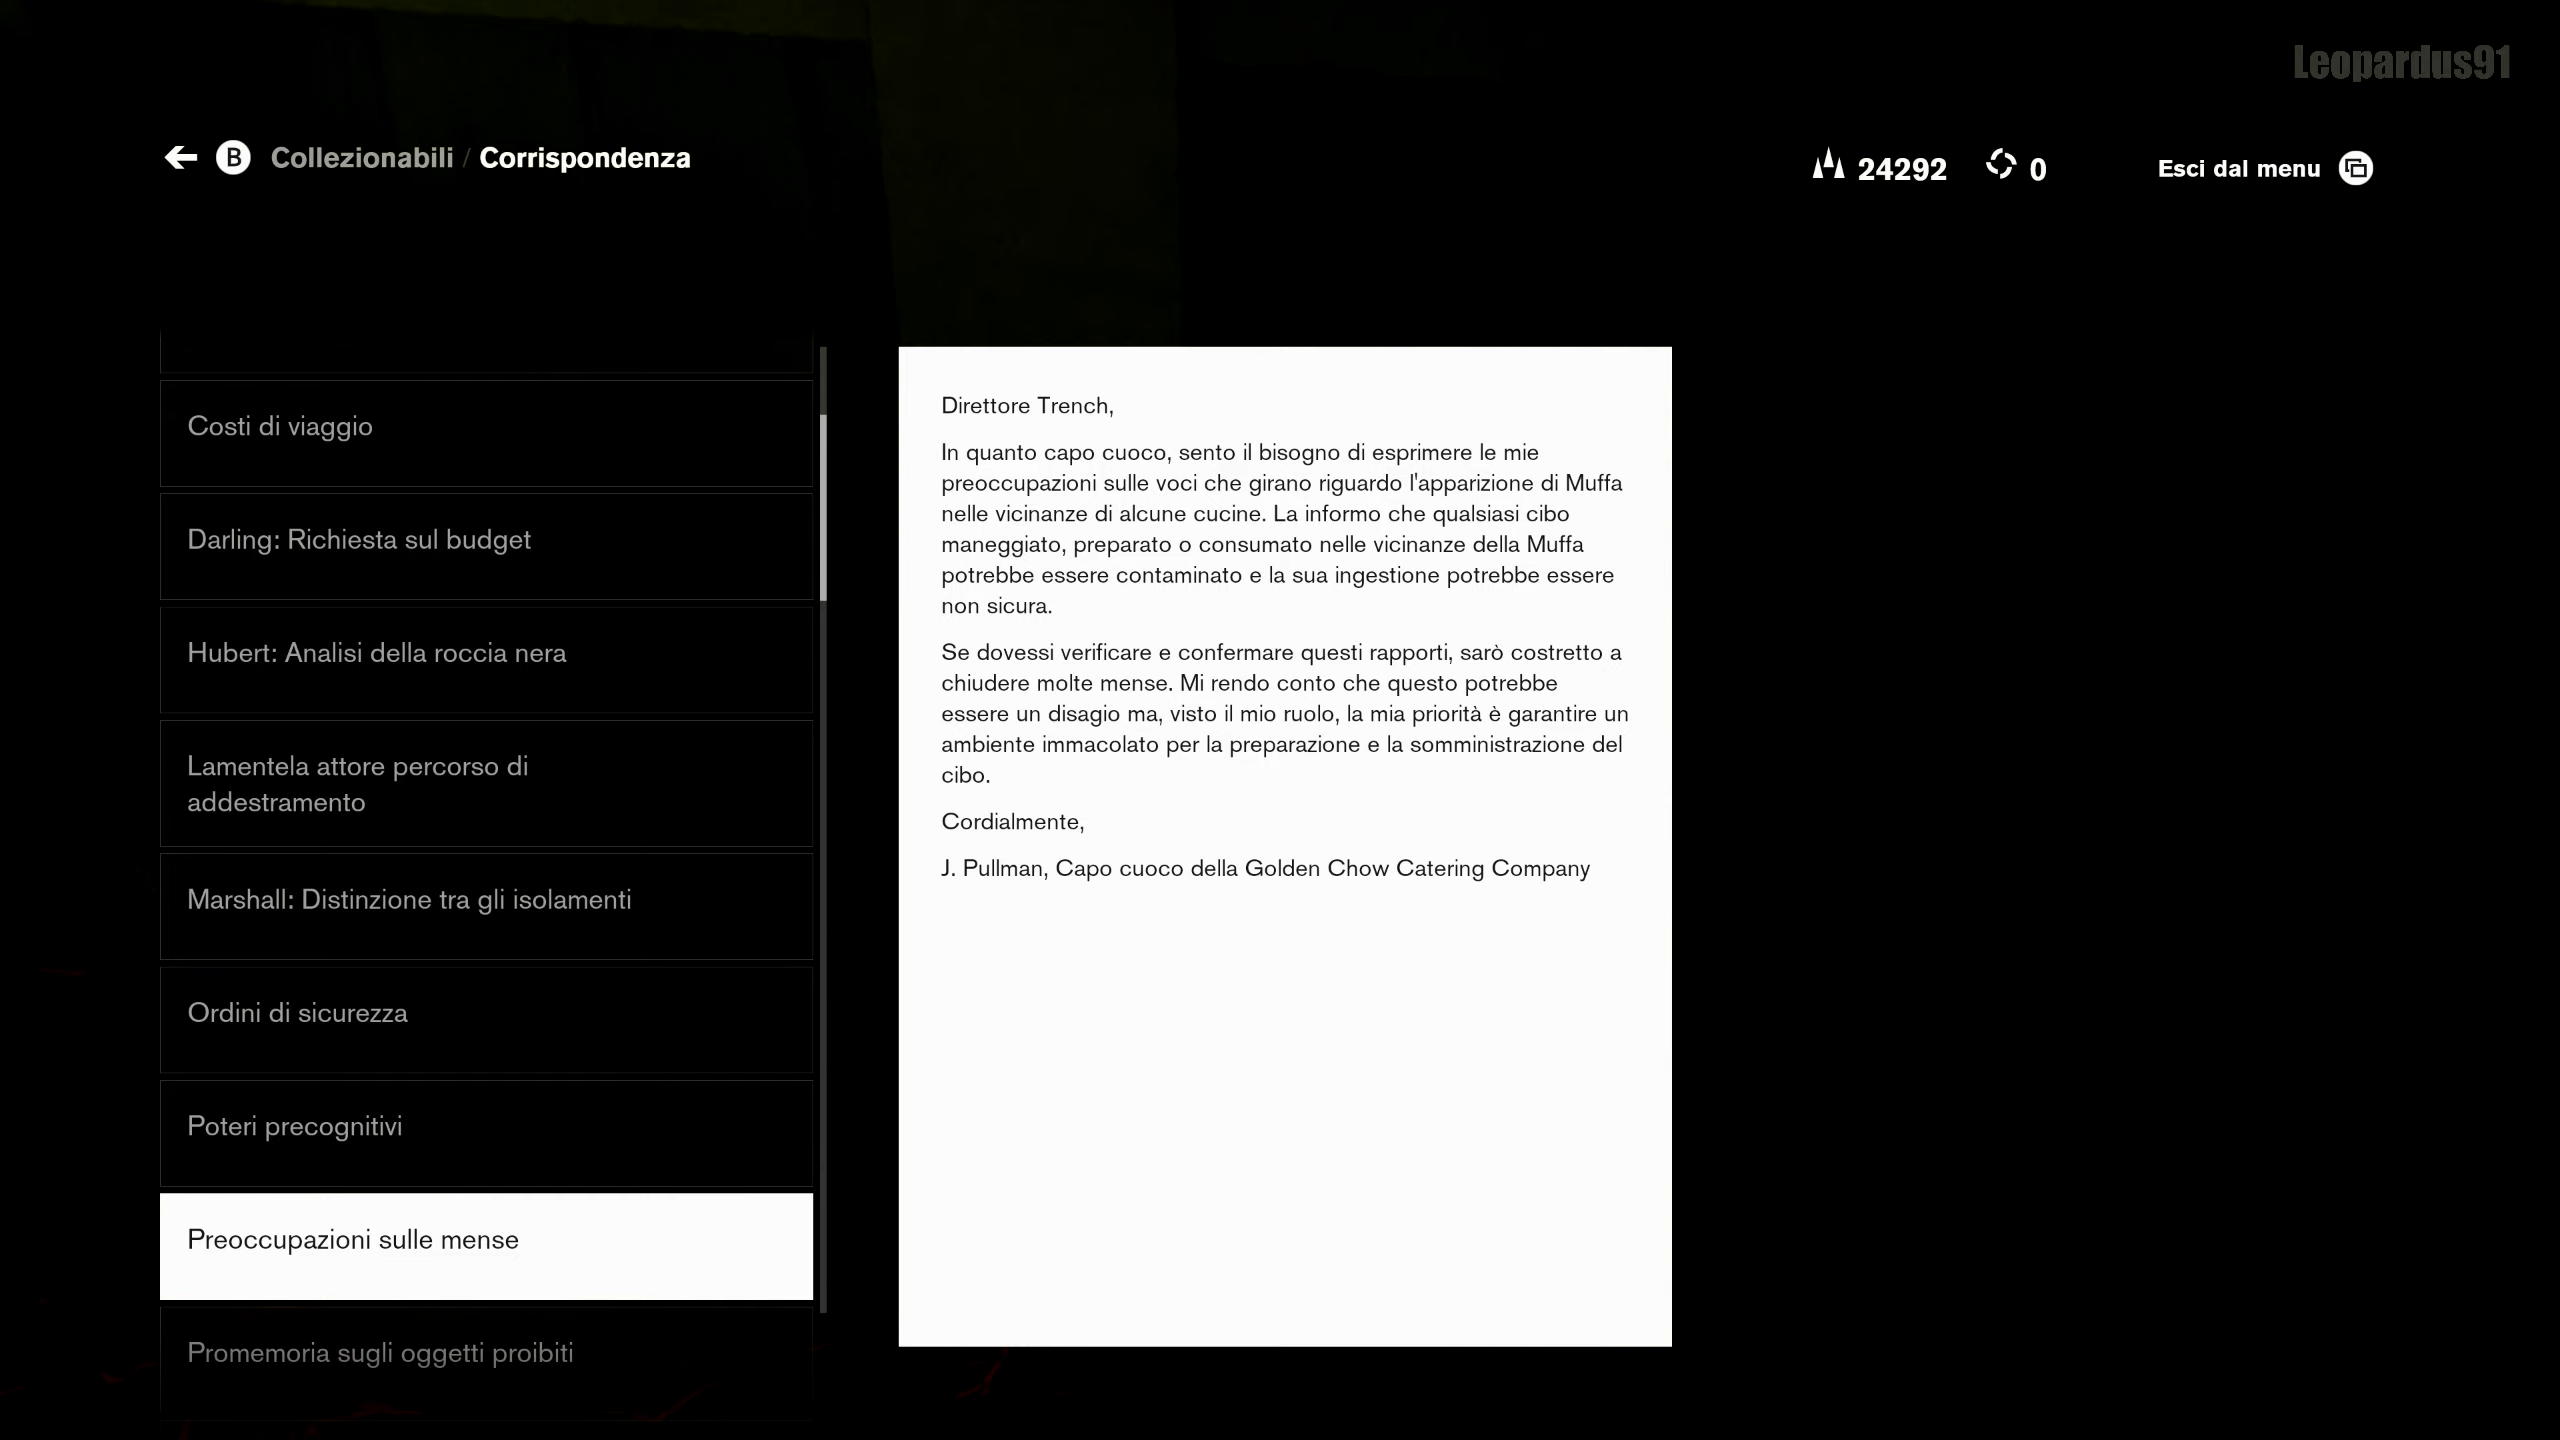 Leopardus91
B Collezionabili / Corrispondenza
24292
0
Esci dal menu
Costi di viaggio
Darling: Richiesta sul budget
Hubert: Analisi della roccia nera
Lamentela attore percorso di
addestramento
Marshall: Distinzione tra gli isolamenti
Ordini di sicurezza
Poteri precognitivi
Preoccupazioni sulle mense
Promemoria sugli oggetti proibiti
Direttore Trench,
In quanto capo cuoco, sento il bisogno di esprimere le mie
preoccupazioni sulle voci che girano riguardo l'apparizione di Muffa
nelle vicinanze di alcune cucine. La informo che qualsiasi cibo
maneggiato, preparato o consumato nelle vicinanze della Muffa
potrebbe essere contaminato e la sua ingestione potrebbe essere
non sicura.
Se dovessi verificare e confermare questi rapporti, sarò costretto a
chiudere molte mense. Mi rendo conto che questo potrebbe
essere un disagio ma, visto il mio ruolo, la mia priorità è garantire un
ambiente immacolato per la preparazione e la somministrazione del
cibo.
Cordialmente,
J. Pullman, Capo cuoco della Golden Chow Catering Company